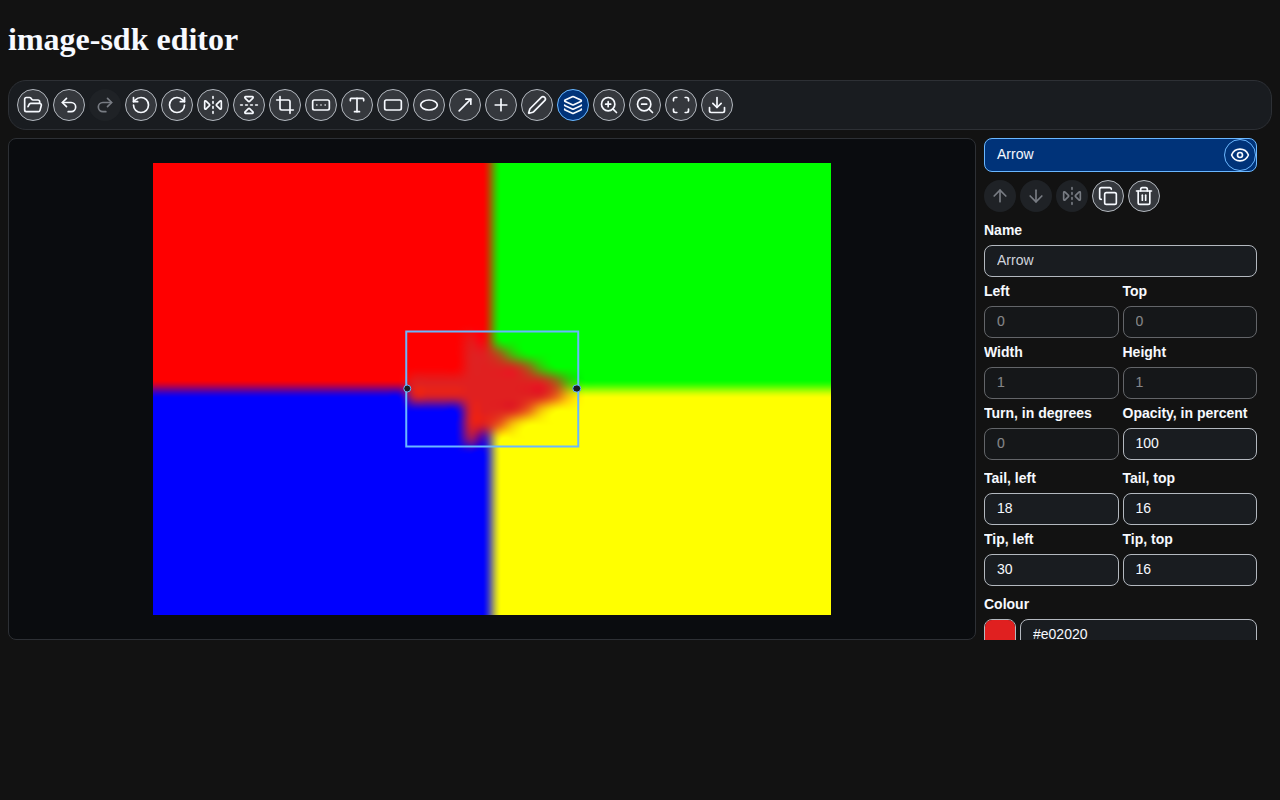 image-sdk editor
Arrow
Name
Arrow
Left Top
0 0
Width Height
1 1
Turn, in degrees Opacity, in percent
0 100
Tail, left Tail, top
18 16
Tip, left Tip, top
30 16
Colour
#e02020